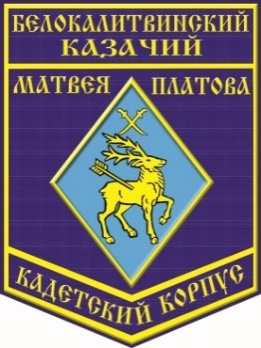 БЕЛОКАЛИТВИНСКИЙ
КАЗАЧИЙ
МАТВЕЯ ПЛАТОВА
КАДЕТСКИЙ КОРПУС